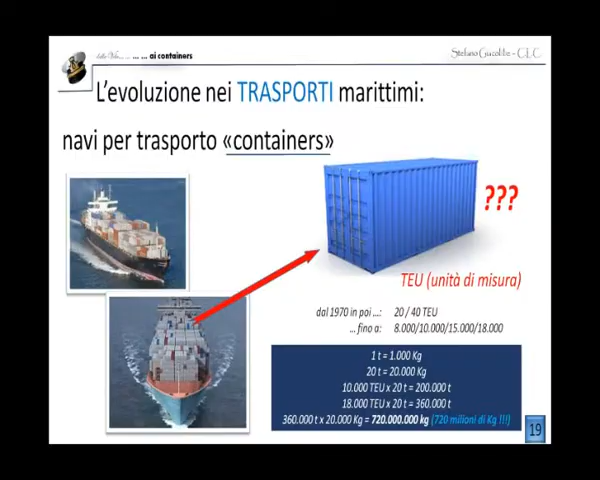 ... ... ai containers
Stefano Giacobbe - C.L.C.
L'evoluzione nei TRASPORTI marittimi:
navi per trasporto «containers»
???
TEU (unità di misura)
dal 1970 in poi ...: 20 / 40 TEU
... fino a: 8.000/10.000/15.000/18.000
1 t = 1.000 Kg
20 t = 20.000 Kg
10.000 TEU x 20 t = 200.000 t
18.000 TEU x 20 t = 360.000 t
360.000 t x 20.000 Kg = 720.000.000 kg (720 milioni di Kg !!!)
19